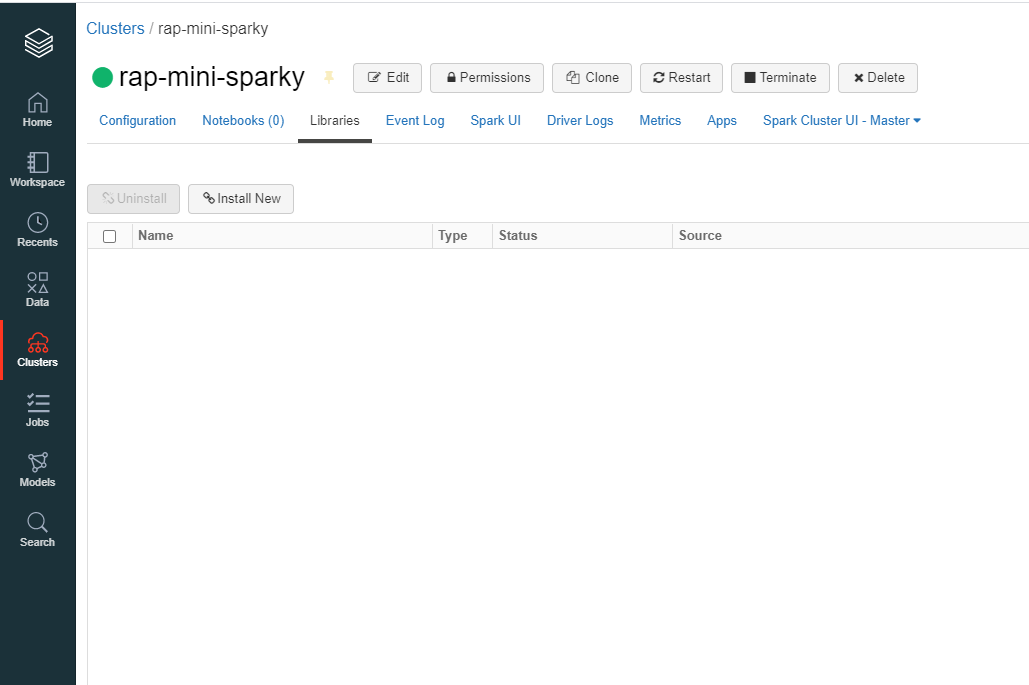 Clusters / rap-mini-sparky
rap-mini-sparky Edit Permissions Clone Restart Terminate Delete
Configuration Notebooks (0) Libraries Event Log Spark UI Driver Logs Metrics Apps Spark Cluster UI - Master
Uninstall Install New
Name Type Status Source
Home
Workspace
Recents
Data
Clusters
Jobs
Models
Search